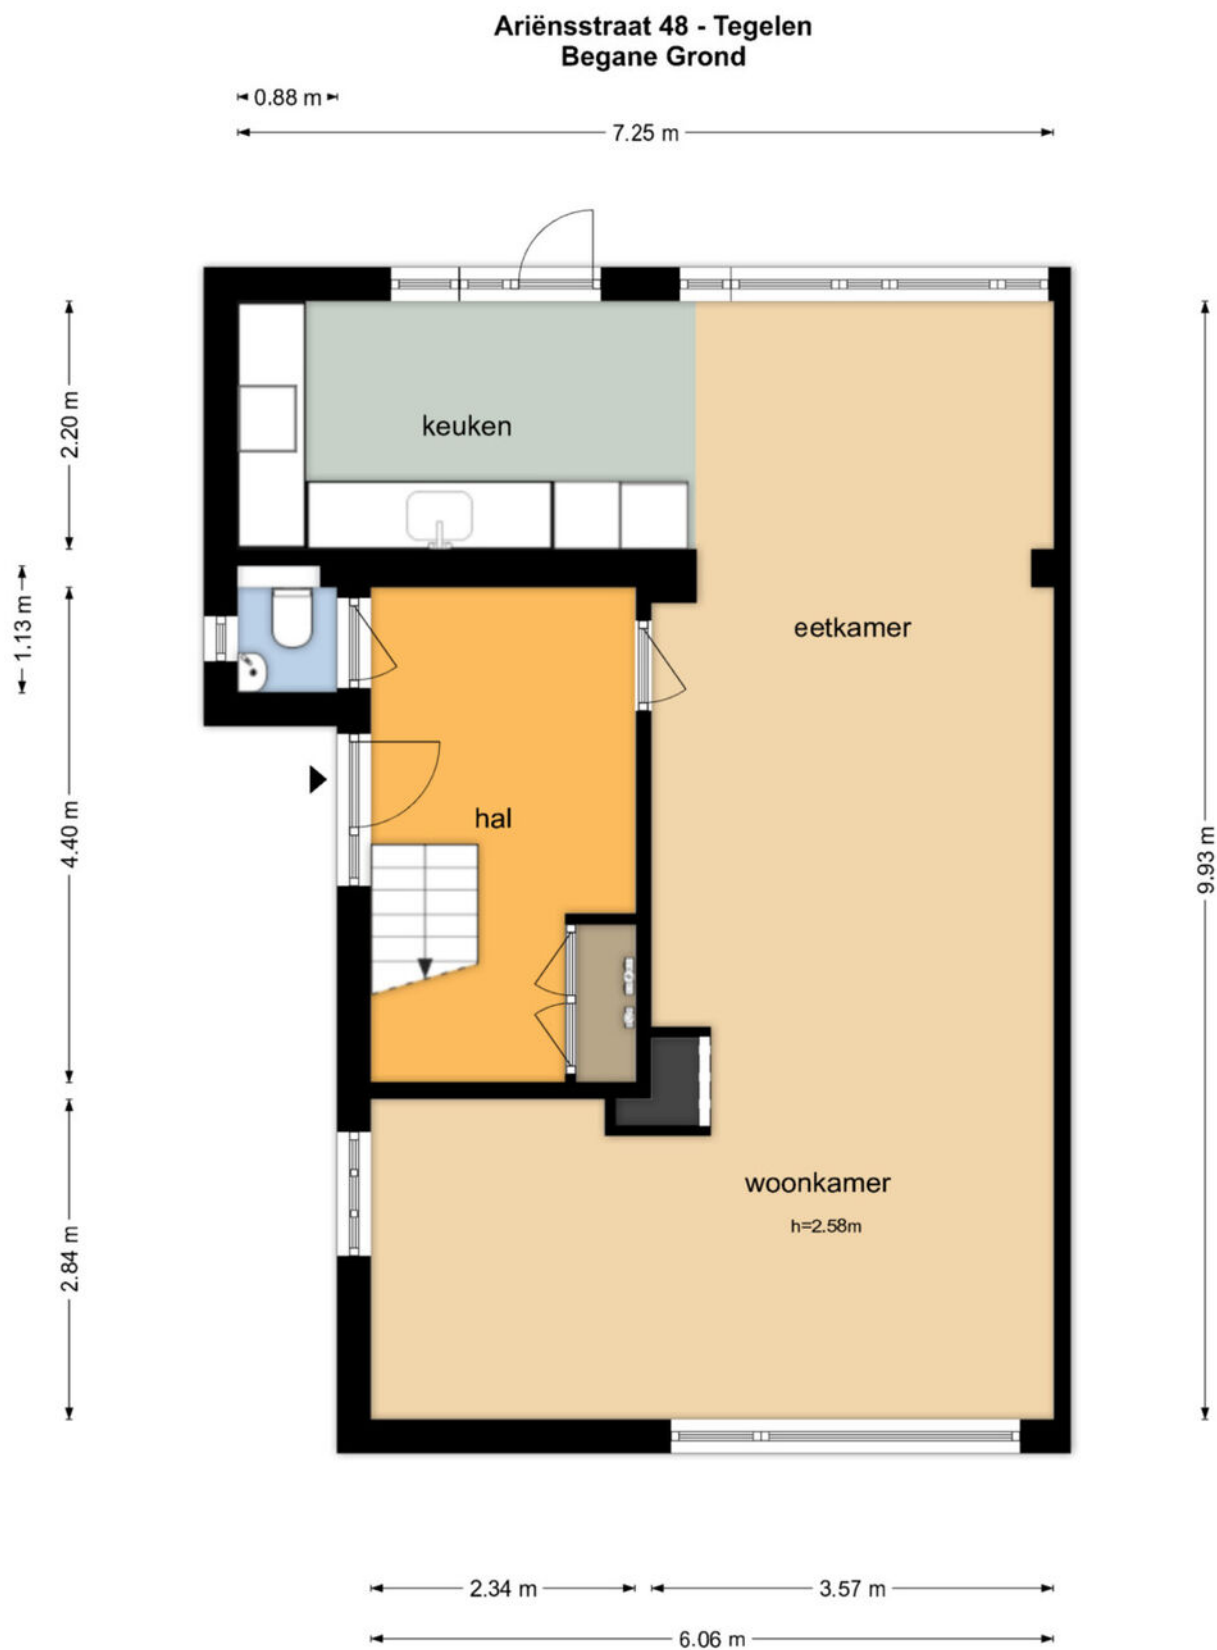 Ariënsstraat 48 - Tegelen
Begane Grond
0.88 m
7.25 m
2.20 m
keuken
1.13 m
eetkamer
hal
4.40 m
9.93 m
woonkamer
h=2.58m
2.84 m
2.34 m
3.57 m
6.06 m